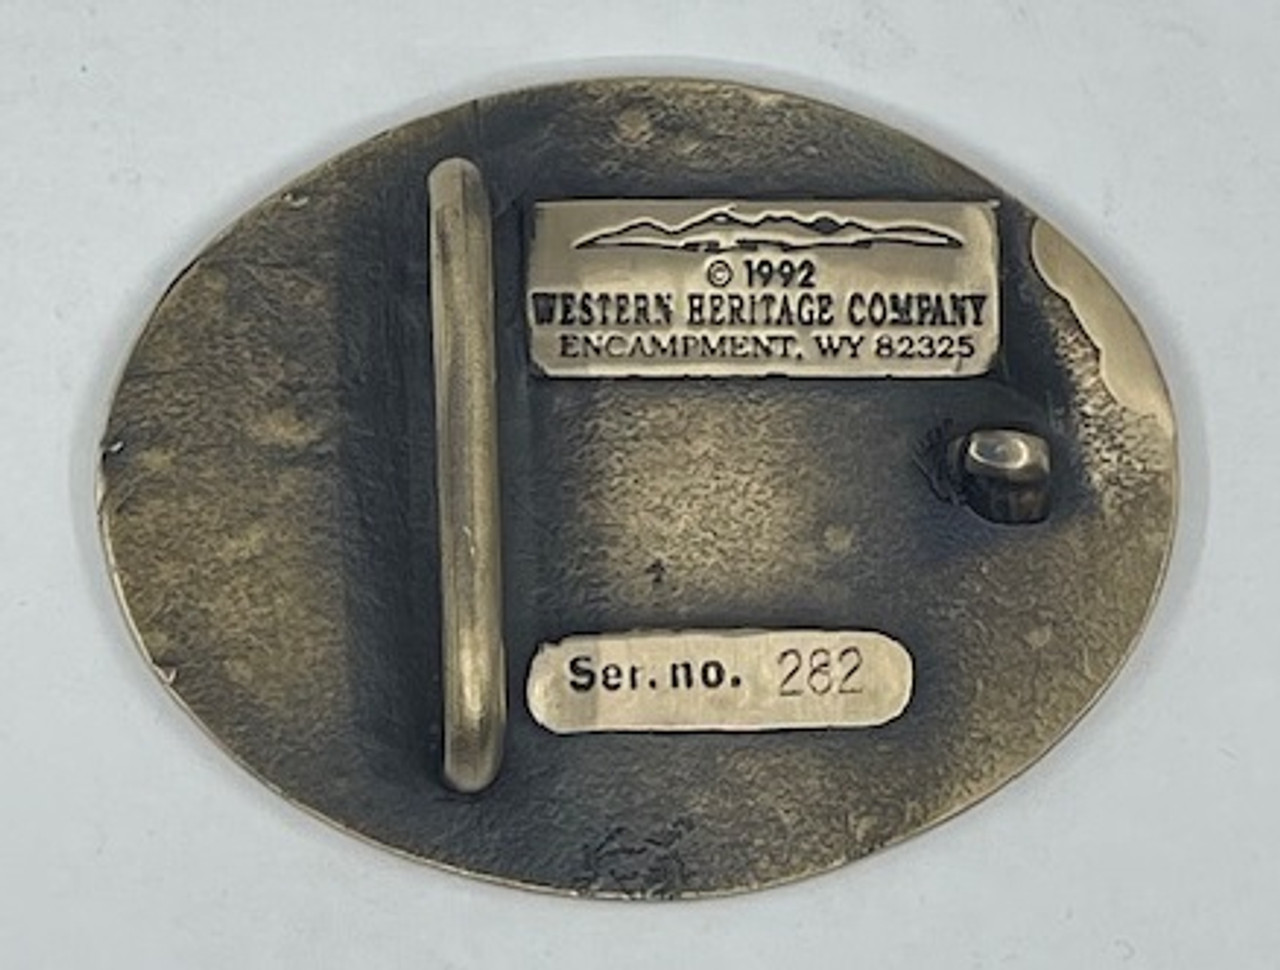 © 1992
WESTERN HERITAGE COMPANY
ENCAMPMENT, WY 82325
Ser. no. 282